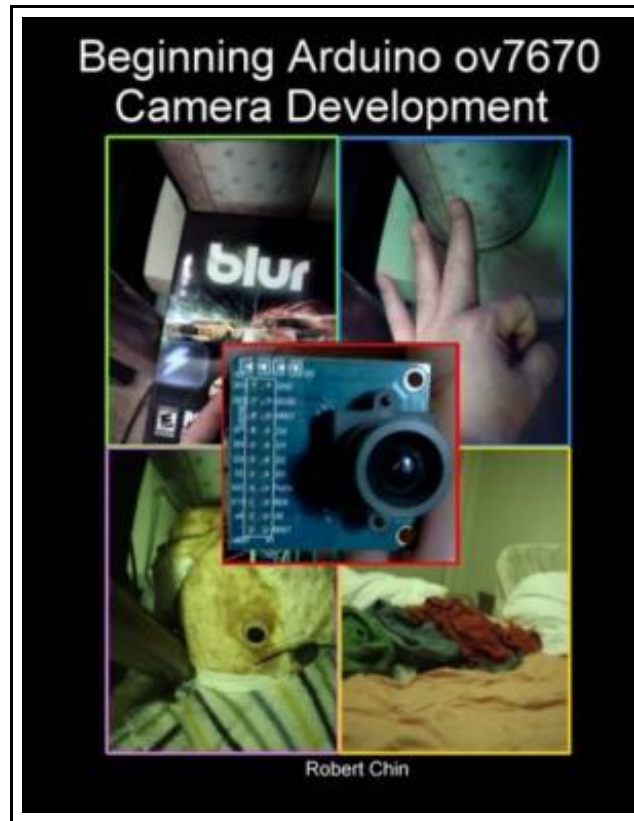 Beginning Arduino ov7670
Camera Development
blur
E
Robert Chin